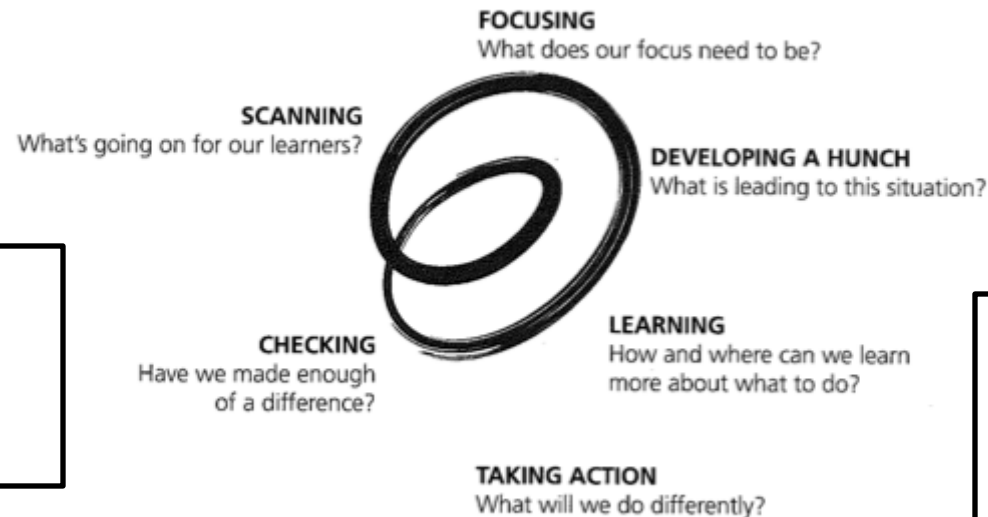 FOCUSING
What does our focus need to be?
SCANNING
What's going on for our learners?
DEVELOPING A HUNCH
What is leading to this situation?
LEARNING
How and where can we learn
more about what to do?
CHECKING
Have we made enough
of a difference?
TAKING ACTION
What will we do differently?